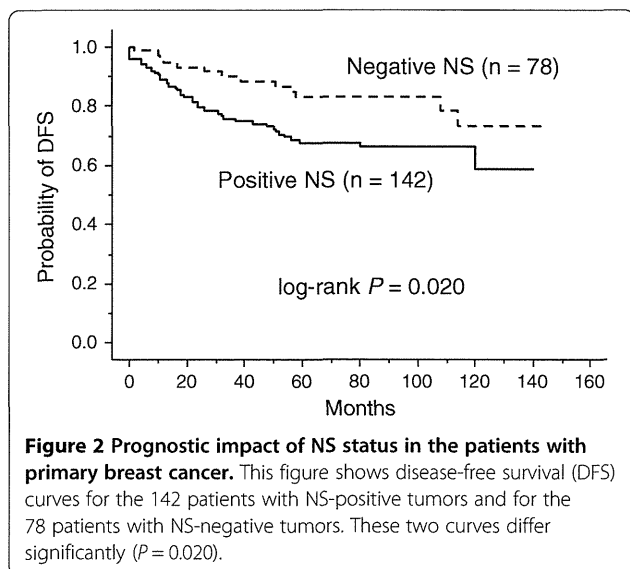 1.0
0.8
0.6
0.4
0.2
0.0
Probability of DFS
Negative NS (n = 78)
Positive NS (n = 142)
log-rank P = 0.020
0 20 40 60 80 100 120 140 160
Months
Figure 2 Prognostic impact of NS status in the patients with
primary breast cancer. This figure shows disease-free survival (DFS)
curves for the 142 patients with NS-positive tumors and for the
78 patients with NS-negative tumors. These two curves differ
significantly (P = 0.020).